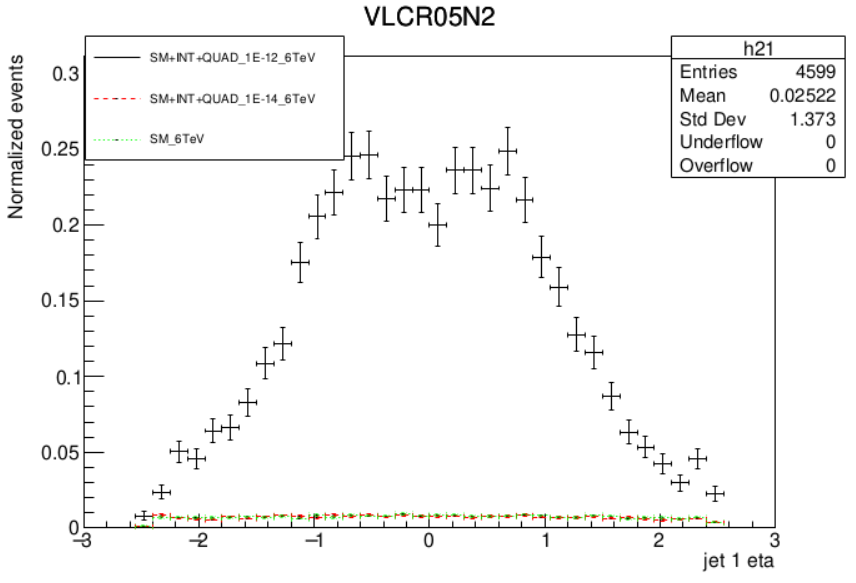 VLCR05N2
SM+INT+QUAD_1E-12_6TeV
SM+INT+QUAD_1E-14_6TeV
SM_6TeV
h21
Entries 4599
Mean 0.02522
Std Dev 1.373
Underflow 0
Overflow 0
Normalized events
0.3
0.25
0.2
0.15
0.1
0.05
0
−3 −2 −1 0 1 2 3
jet 1 eta